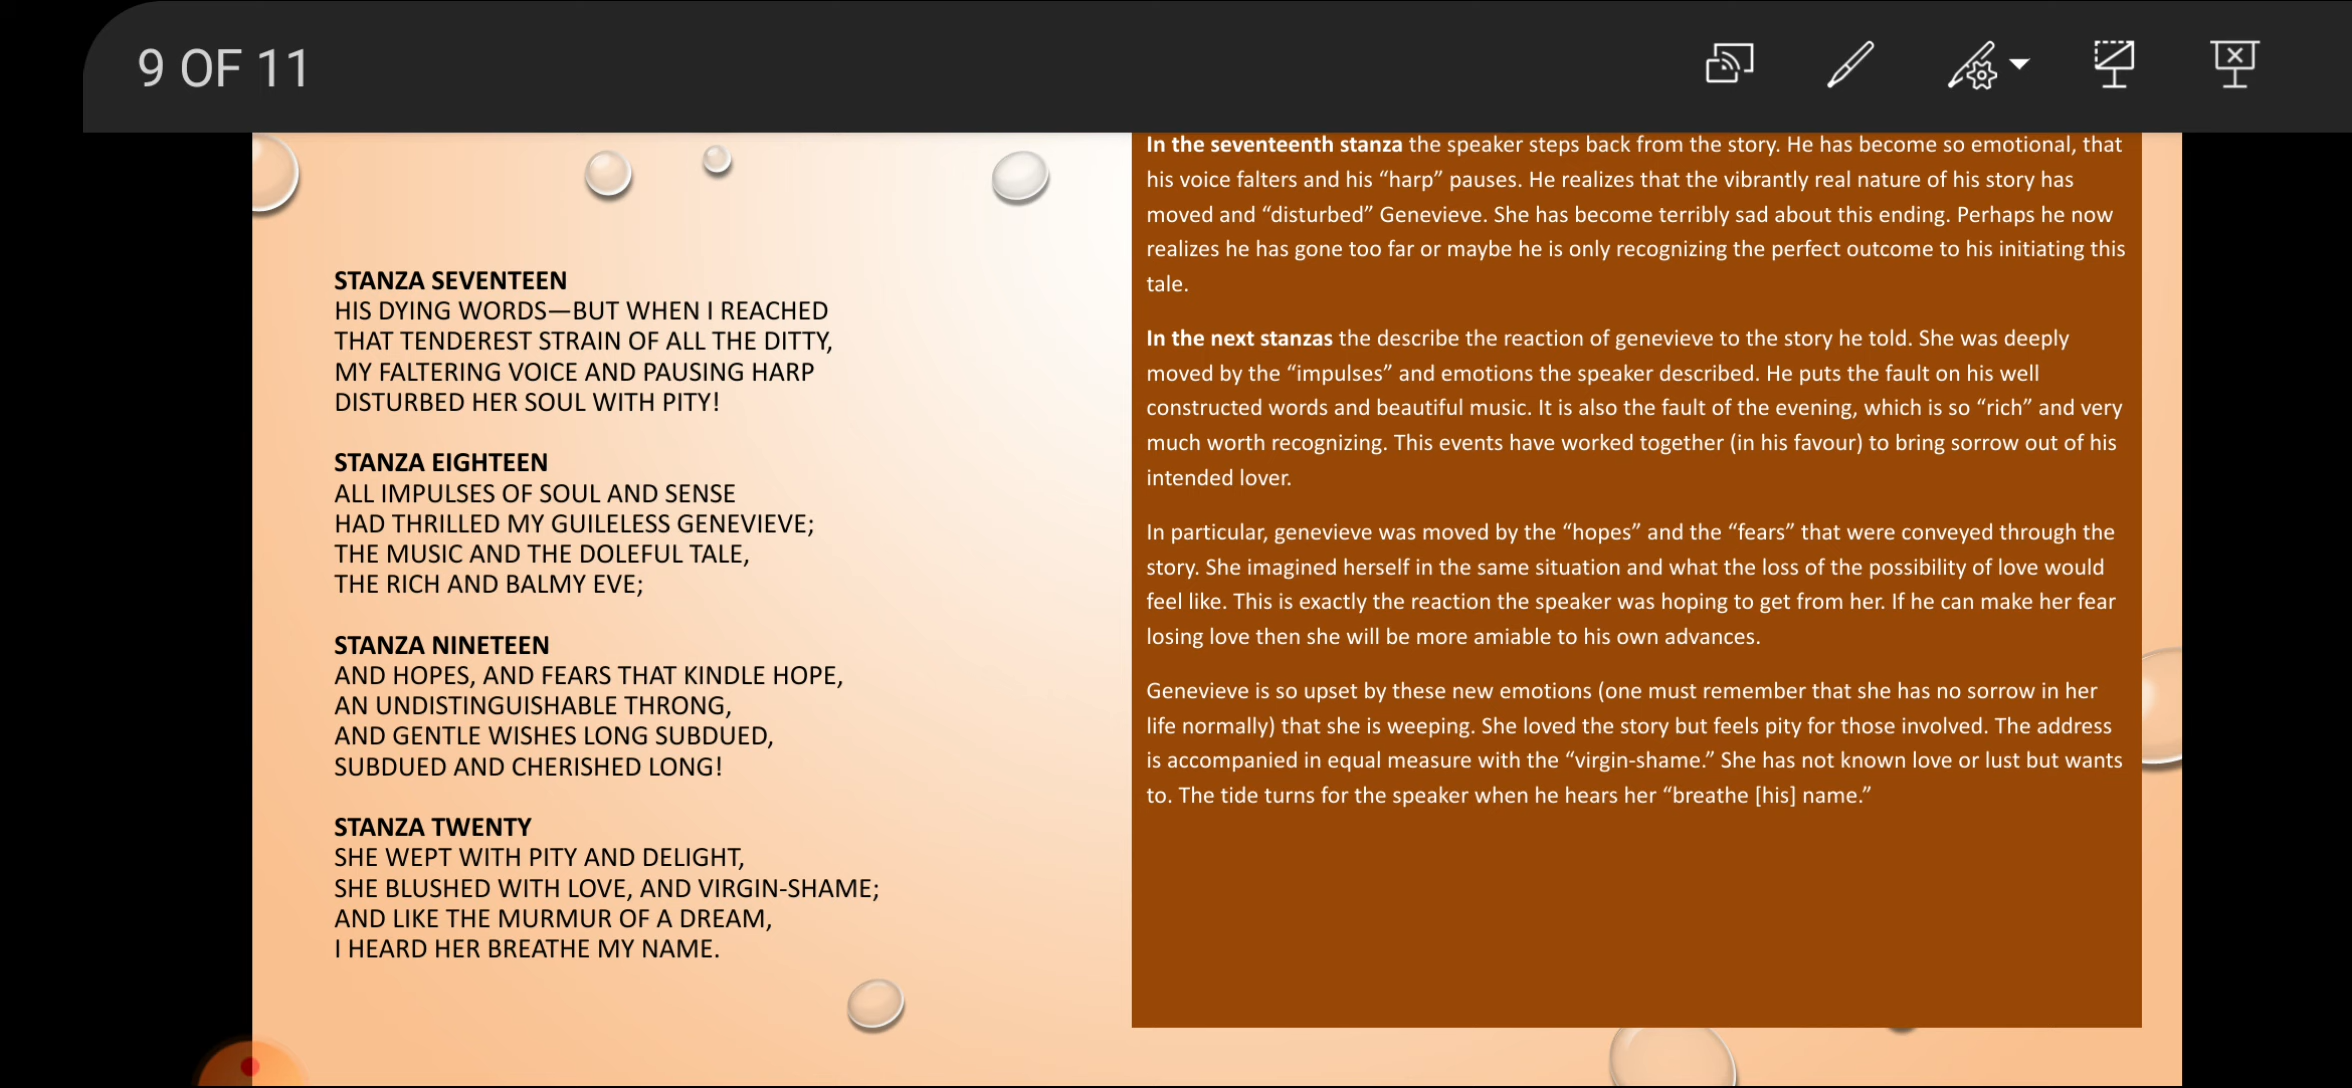 9 OF 11
STANZA SEVENTEEN
HIS DYING WORDS—BUT WHEN I REACHED
THAT TENDEREST STRAIN OF ALL THE DITTY,
MY FALTERING VOICE AND PAUSING HARP
DISTURBED HER SOUL WITH PITY!
STANZA EIGHTEEN
ALL IMPULSES OF SOUL AND SENSE
HAD THRILLED MY GUILELESS GENEVIEVE;
THE MUSIC AND THE DOLEFUL TALE,
THE RICH AND BALMY EVE;
STANZA NINETEEN
AND HOPES, AND FEARS THAT KINDLE HOPE,
AN UNDISTINGUISHABLE THRONG,
AND GENTLE WISHES LONG SUBDUED,
SUBDUED AND CHERISHED LONG!
STANZA TWENTY
SHE WEPT WITH PITY AND DELIGHT,
SHE BLUSHED WITH LOVE, AND VIRGIN-SHAME;
AND LIKE THE MURMUR OF A DREAM,
I HEARD HER BREATHE MY NAME.
In the seventeenth stanza the speaker steps back from the story. He has become so emotional, that
his voice falters and his “harp” pauses. He realizes that the vibrantly real nature of his story has
moved and “disturbed” Genevieve. She has become terribly sad about this ending. Perhaps he now
realizes he has gone too far or maybe he is only recognizing the perfect outcome to his initiating this
tale.
In the next stanzas the describe the reaction of genevieve to the story he told. She was deeply
moved by the “impulses” and emotions the speaker described. He puts the fault on his well
constructed words and beautiful music. It is also the fault of the evening, which is so “rich” and very
much worth recognizing. This events have worked together (in his favour) to bring sorrow out of his
intended lover.
In particular, genevieve was moved by the “hopes” and the “fears” that were conveyed through the
story. She imagined herself in the same situation and what the loss of the possibility of love would
feel like. This is exactly the reaction the speaker was hoping to get from her. If he can make her fear
losing love then she will be more amiable to his own advances.
Genevieve is so upset by these new emotions (one must remember that she has no sorrow in her
life normally) that she is weeping. She loved the story but feels pity for those involved. The address
is accompanied in equal measure with the “virgin-shame.” She has not known love or lust but wants
to. The tide turns for the speaker when he hears her “breathe [his] name.”